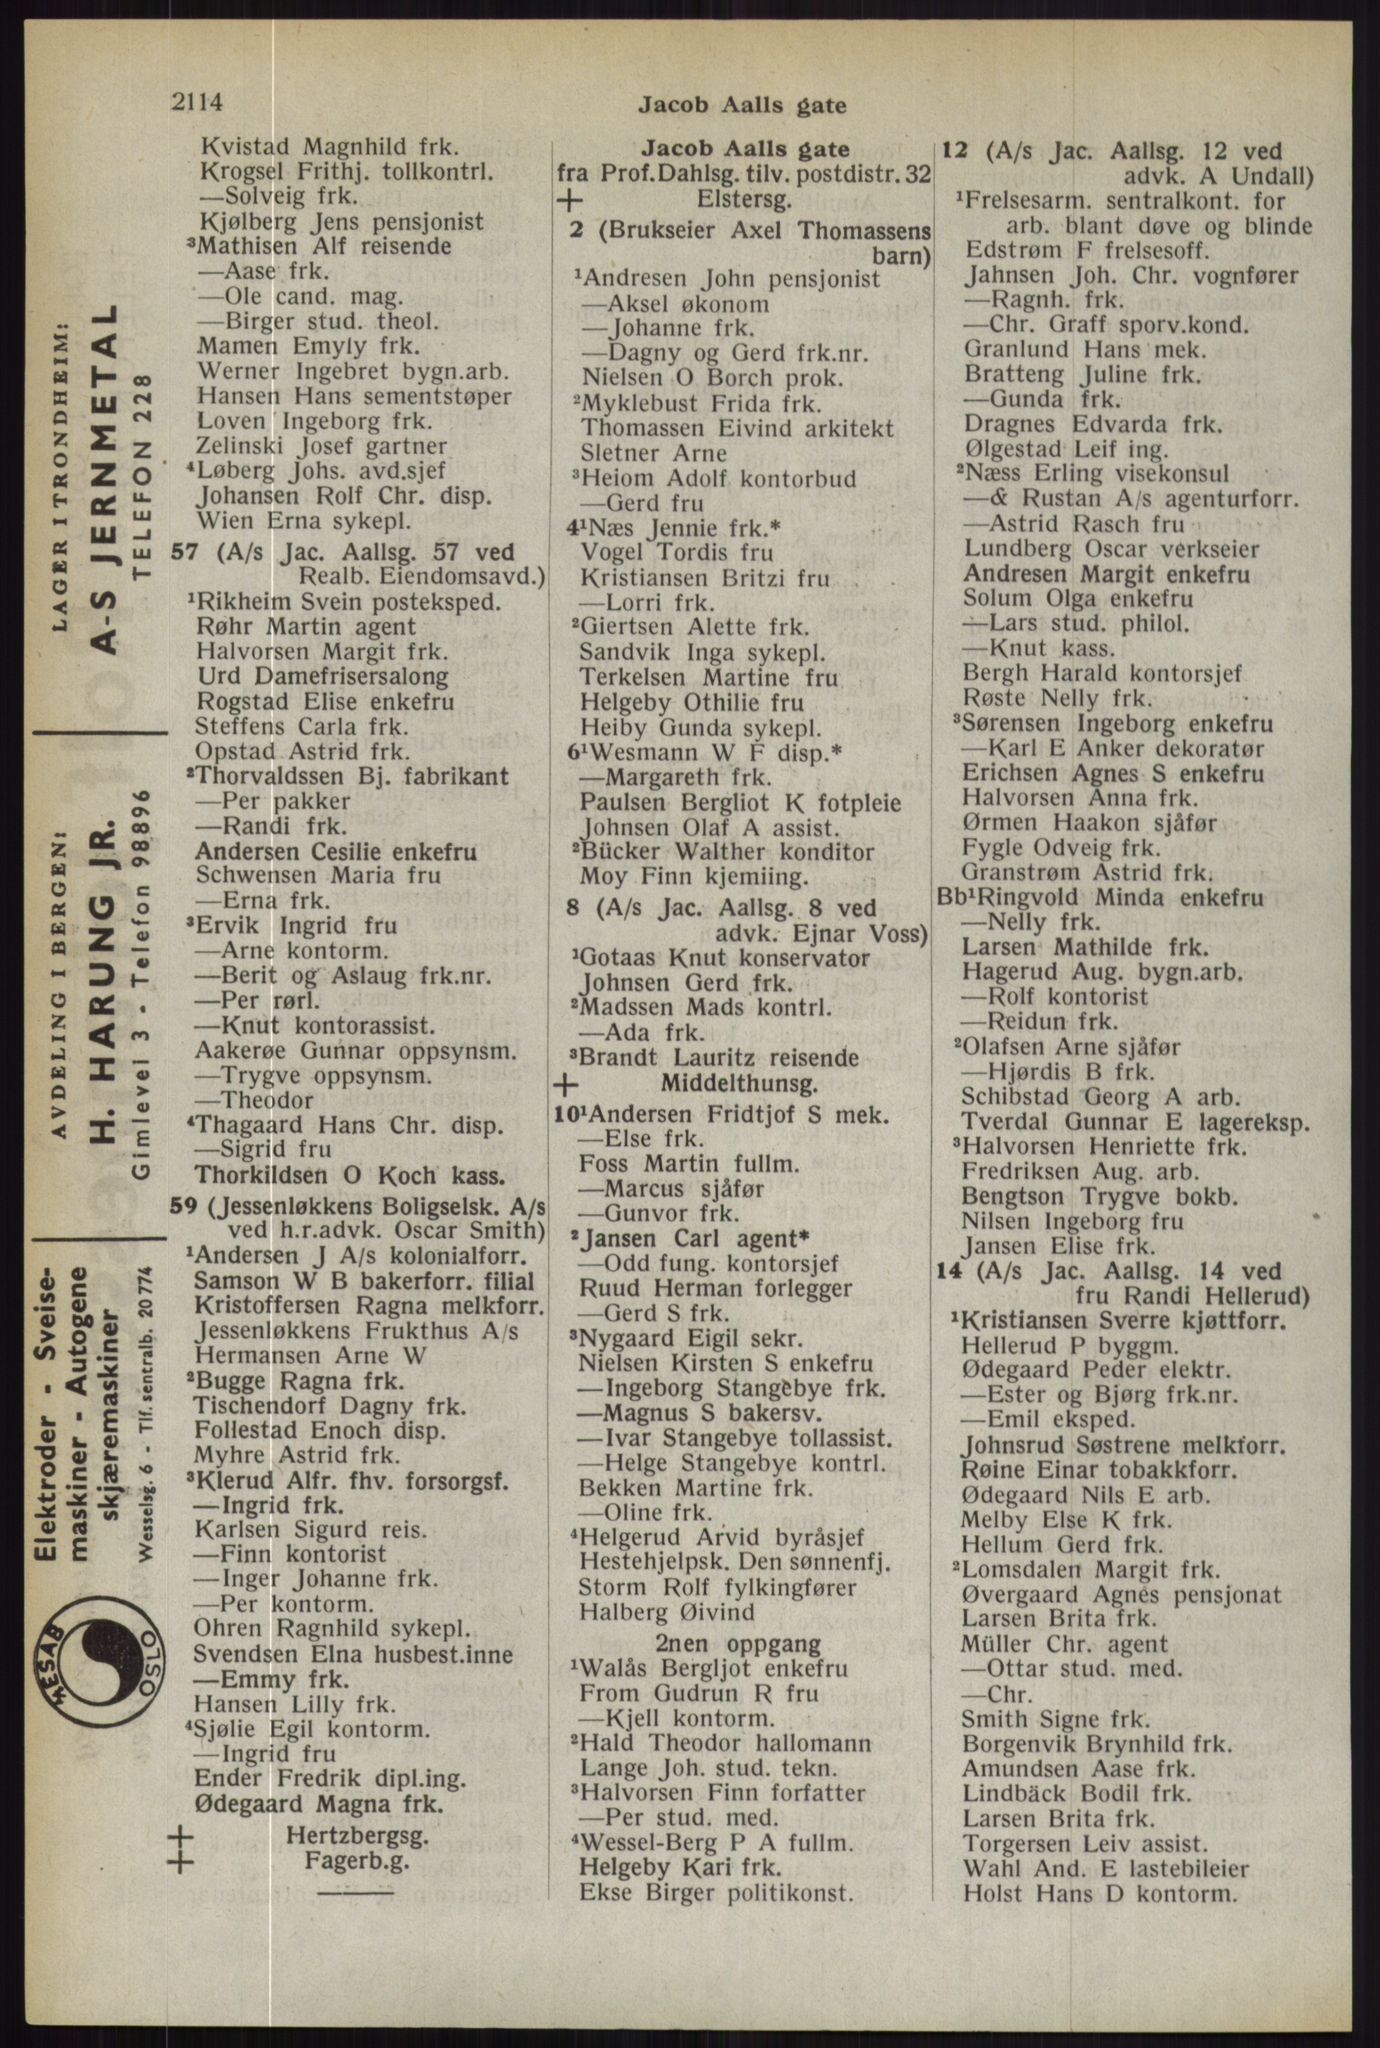 2114
Jacob Aalls gate
Kvistad Magnhild frk.
Krogsel Frithj. tollkontrl.
—Solveig frk.
Kjølberg Jens pensjonist
³Mathisen Alf reisende
—Aase frk.
—Ole cand. mag.
—Birger stud. theol.
Mamen Emyly frk.
Werner Ingebret bygn.arb.
Hansen Hans sementstøper
Loven Ingeborg frk.
Zelinski Josef gartner
⁴Løberg Johs. avd.sjef
Johansen Rolf Chr. disp.
Wien Erna sykepl.
57 (A/s Jac. Aallsg. 57 ved
Realb. Eiendomsavd.)
¹Rikheim Svein posteksped.
Røhr Martin agent
Halvorsen Margit frk.
Urd Damefrisersalong
Rogstad Elise enkefru
Steffens Carla frk.
Opstad Astrid frk.
²Thorvaldssen Bj. fabrikant
—Per pakker
—Randi frk.
Andersen Cesilie enkefru
Schwensen Maria fru
—Erna frk.
³Ervik Ingrid fru
—Arne kontorm.
—Berit og Aslaug frk.nr.
—Per rørl.
—Knut kontorassist.
Aakerøe Gunnar oppsynsm.
—Trygve oppsynsm.
—Theodor
⁴Thagaard Hans Chr. disp.
—Sigrid fru
Thorkildsen O Koch kass.
59 (Jessenløkkens Boligselsk. A/s
ved h.r.advk. Oscar Smith)
¹Andersen J A/s kolonialforr.
Samson W B bakerforr. filial
Kristoffersen Ragna melkforr.
Jessenløkkens Frukthus A/s
Hermansen Arne W
²Bugge Ragna frk.
Tischendorf Dagny frk.
Follestad Enoch disp.
Myhre Astrid frk.
³Klerud Alfr. fhv. forsorgsf.
—Ingrid frk.
Karlsen Sigurd reis.
—Finn kontorist
—Inger Johanne frk.
—Per kontorm.
Ohren Ragnhild sykepl.
Svendsen Elna husbest.inne
—Emmy frk.
Hansen Lilly frk.
⁴Sjølie Egil kontorm.
—Ingrid fru
Ender Fredrik dipl.ing.
Ødegaard Magna frk.
++ Hertzbergsg.
+ Fagerb.g.
Jacob Aalls gate
fra Prof.Dahlsg. tilv. postdistr. 32
+ Elstersg.
2 (Brukseier Axel Thomassens
barn)
¹Andresen John pensjonist
—Aksel økonom
—Johanne frk.
—Dagny og Gerd frk.nr.
Nielsen O Borch prok.
²Myklebust Frida frk.
Thomassen Eivind arkitekt
Sletner Arne
³Heiom Adolf kontorbud
—Gerd fru
4¹Næs Jennie frk.*
Vogel Tordis fru
Kristiansen Britzi fru
—Lorri frk.
²Giertsen Alette frk.
Sandvik Inga sykepl.
Terkelsen Martine fru
Helgeby Othilie fru
Heiby Gunda sykepl.
6¹Wesmann W F disp.*
—Margareth frk.
Paulsen Bergliot K fotpleie
Johnsen Olaf A assist.
²Bücker Walther konditor
Moy Finn kjemiing.
8 (A/s Jac. Aallsg. 8 ved
advk. Ejnar Voss)
¹Gotaas Knut konservator
Johnsen Gerd frk.
²Madssen Mads kontrl.
—Ada frk.
³Brandt Lauritz reisende
+ Middelthunsg.
10¹Andersen Fridtjof S mek.
—Else frk.
Foss Martin fullm.
—Marcus sjåfør
—Gunvor frk.
²Jansen Carl agent*
—Odd fung. kontorsjef
Ruud Herman forlegger
—Gerd S frk.
³Nygaard Eigil sekr.
Nielsen Kirsten S enkefru
—Ingeborg Stangebye frk.
—Magnus S bakersv.
—Ivar Stangebye tollassist.
—Helge Stangebye kontrl.
Bekken Martine frk.
—Oline frk.
⁴Helgerud Arvid byråsjef
Hestehjelpsk. Den sønnenfj.
Storm Rolf fylkingfører
Halberg Øivind
2nen oppgang
¹Walås Bergljot enkefru
From Gudrun R fru
—Kjell kontorm.
²Hald Theodor hallomann
Lange Joh. stud. tekn.
³Halvorsen Finn forfatter
—Per stud. med.
⁴Wessel-Berg P A fullm.
Helgeby Kari frk.
Ekse Birger politikonst.
12 (A/s Jac. Aallsg. 12 ved
advk. A Undall)
¹Frelsesarm. sentralkont. for
arb. blant døve og blinde
Edstrøm F frelsesoff.
Jahnsen Joh. Chr. vognfører
—Ragnh. frk.
—Chr. Graff sporv.kond.
Granlund Hans mek.
Bratteng Juline frk.
—Gunda frk.
Dragnes Edvarda frk.
Ølgestad Leif ing.
²Næss Erling visekonsul
—& Rustan A/s agenturforr.
—Astrid Rasch fru
Lundberg Oscar verkseier
Andresen Margit enkefru
Solum Olga enkefru
—Lars stud. philol.
—Knut kass.
Bergh Harald kontorsjef
Røste Nelly frk.
³Sørensen Ingeborg enkefru
—Karl E Anker dekoratør
Erichsen Agnes S enkefru
Halvorsen Anna frk.
Ørmen Haakon sjåfør
Fygle Odveig frk.
Granstrøm Astrid frk.
Bb¹Ringvold Minda enkefru
—Nelly frk.
Larsen Mathilde frk.
Hagerud Aug. bygn.arb.
—Rolf kontorist
—Reidun frk.
²Olafsen Arne sjåfør
—Hjørdis B frk.
Schibstad Georg A arb.
Tverdal Gunnar E lagereksp.
³Halvorsen Henriette frk.
Fredriksen Aug. arb.
Bengtson Trygve bokb.
Nilsen Ingeborg fru
Jansen Elise frk.
14 (A/s Jac. Aallsg. 14 ved
fru Randi Hellerud)
¹Kristiansen Sverre kjøttforr.
Hellerud P byggm.
Ødegaard Peder elektr.
—Ester og Bjørg frk.nr.
—Emil eksped.
Johnsrud Søstrene melkforr.
Røine Einar tobakkforr.
Ødegaard Nils E arb.
Melby Else K frk.
Hellum Gerd frk.
²Lomsdalen Margit frk.
Øvergaard Agnes pensjonat
Larsen Brita frk.
Müller Chr. agent
—Ottar stud. med.
—Chr.
Smith Signe frk.
Borgenvik Brynhild frk.
Amundsen Aase frk.
Lindbäck Bodil frk.
Larsen Brita frk.
Torgersen Leiv assist.
Wahl And. E lastebileier
Holst Hans D kontorm.
LAGER I TRONDHEIM:
A-S JERNMETAL
TELEFON 228
AVDELING I BERGEN:
H. HARUNG JR.
Gimlevel 3 - Telefon 98896
Elektroder - Sveise-
maskiner - Autogene
skjæremaskiner
Wesselsg. 6 - Tlf. sentralb. 20774
MESAB
OSLO